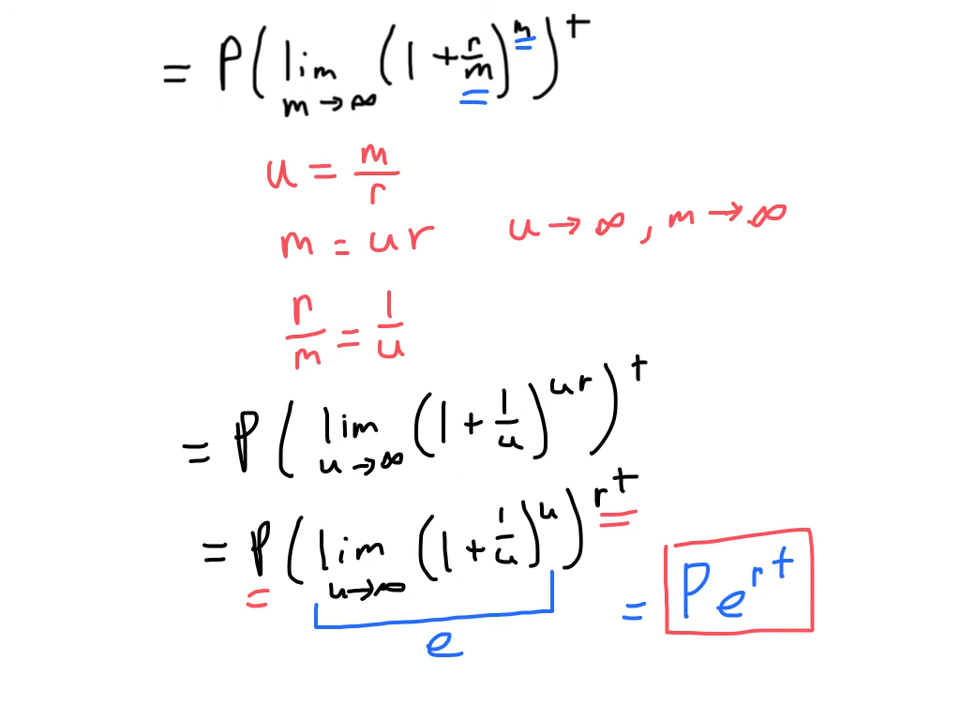 = P( lim m→∞ (1 + r/m)^m )^t
u = m/r
m = ur u→∞, m→∞
r/m = 1/u
= P( lim u→∞ (1 + 1/u)^ur )^t
= P( lim u→∞ (1 + 1/u)^u )^rt
e
= Pe^rt